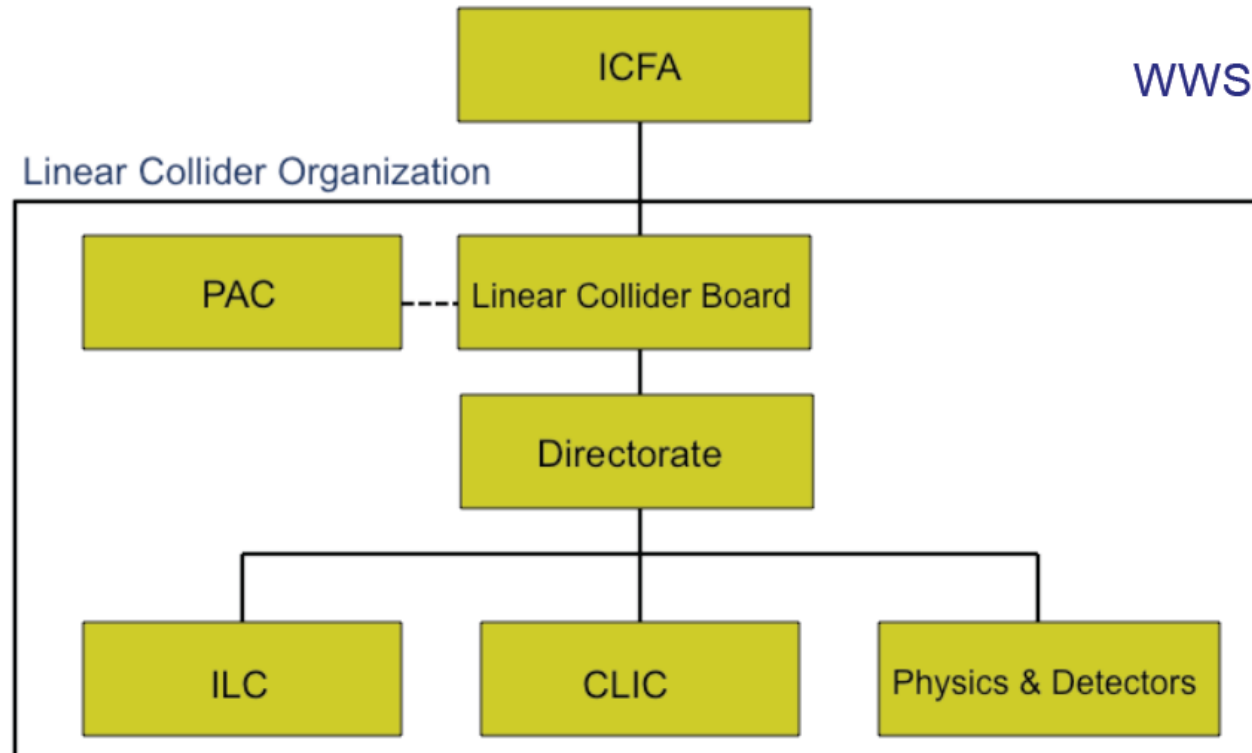 ICFA
WWS
Linear Collider Organization
PAC
Linear Collider Board
Directorate
ILC
CLIC
Physics & Detectors